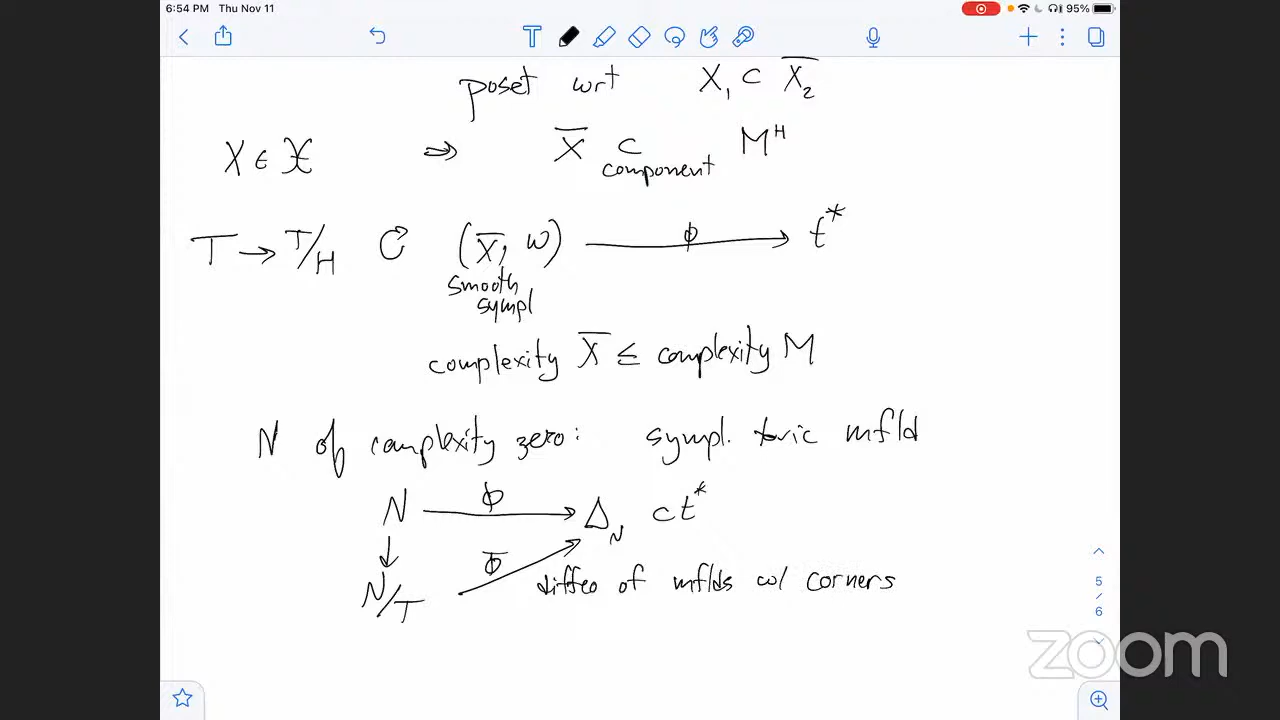 6:54 PM Thu Nov 11
95%
poset wrt X₁ ⊂ X̄₂
X ∈ 𝒳 ⇒ X̄ ⊂ M^H
component
T → T/H ↻ (X̄, ω) ϕ t*
smooth
sympl
complexity X̄ ≤ complexity M
N of complexity zero: sympl. toric mfld
N ϕ → Δ_N ⊂ t*
N/T ϕ̄ diffeo of mflds w/ corners
5
/
6
zoom